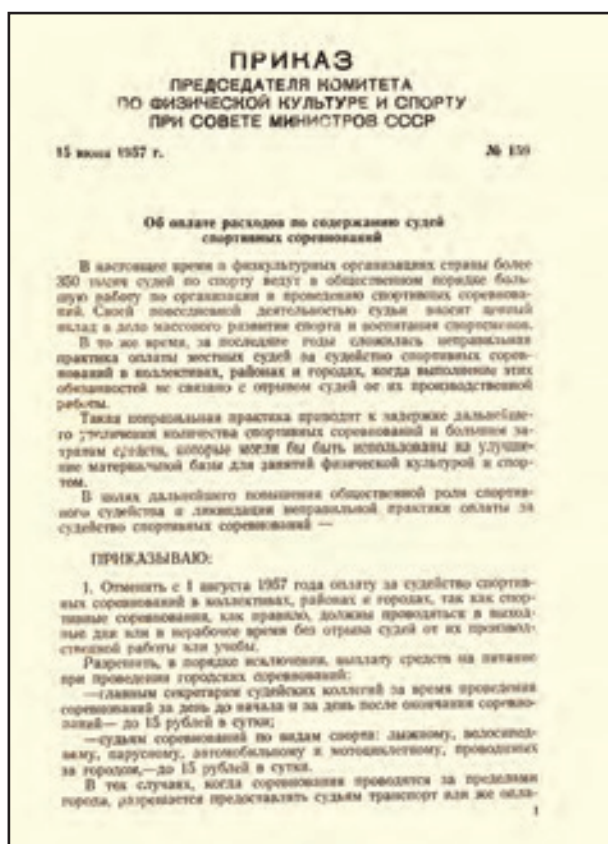 ПРИКАЗ
ПРЕДСЕДАТЕЛЯ КОМИТЕТА
ПО ФИЗИЧЕСКОЙ КУЛЬТУРЕ И СПОРТУ
ПРИ СОВЕТЕ МИНИСТРОВ СССР
15 июня 1957 г. № 159
Об оплате расходов по содержанию судей
спортивных соревнований
В настоящее время в физкультурных организациях страны более
350 тысяч судей по спорту ведут в общественном порядке боль-
шую работу по организации и проведению спортивных соревнова-
ний. Своей повседневной деятельностью судьи вносят ценный
вклад в дело массового развития спорта и воспитания спортсменов.
В то же время, за последние годы сложилась неправильная
практика оплаты местных судей за судейство спортивных сорев-
нований в коллективах, районах и городах, когда выполнение этих
обязанностей не связано с отрывом судей от их производственной
работы.
Такая неправильная практика приводит к задержке дальнейше-
го увеличения количества спортивных соревнований и большим за-
тратам средств, которые могли бы быть использованы на улучше-
ние материальной базы для занятий физической культурой и спор-
том.
В целях дальнейшего повышения общественной роли спортив-
ного судейства и ликвидации неправильной практики оплаты за
судейство спортивных соревнований —
ПРИКАЗЫВАЮ:
1. Отменить с 1 августа 1957 года оплату за судейство спортив-
ных соревнований в коллективах, районах и городах, так как спор-
тивные соревнования, как правило, должны проводиться в выход-
ные дни или в нерабочее время без отрыва судей от их производ-
ственной работы или учебы.
Разрешить, в порядке исключения, выплату средств на питание
при проведении городских соревнований:
—главным секретарям судейских коллегий за время проведения
соревнований за день до начала и за день после окончания соревно-
ваний— до 15 рублей в сутки;
—судьям соревнований по видам спорта: лыжному, велосипед-
ному, парусному, автомобильному и мотоциклетному, проводимых
за городом,—до 15 рублей в сутки.
В тех случаях, когда соревнования проводятся за пределами
города, разрешается предоставлять судьям транспорт или же опла-
1